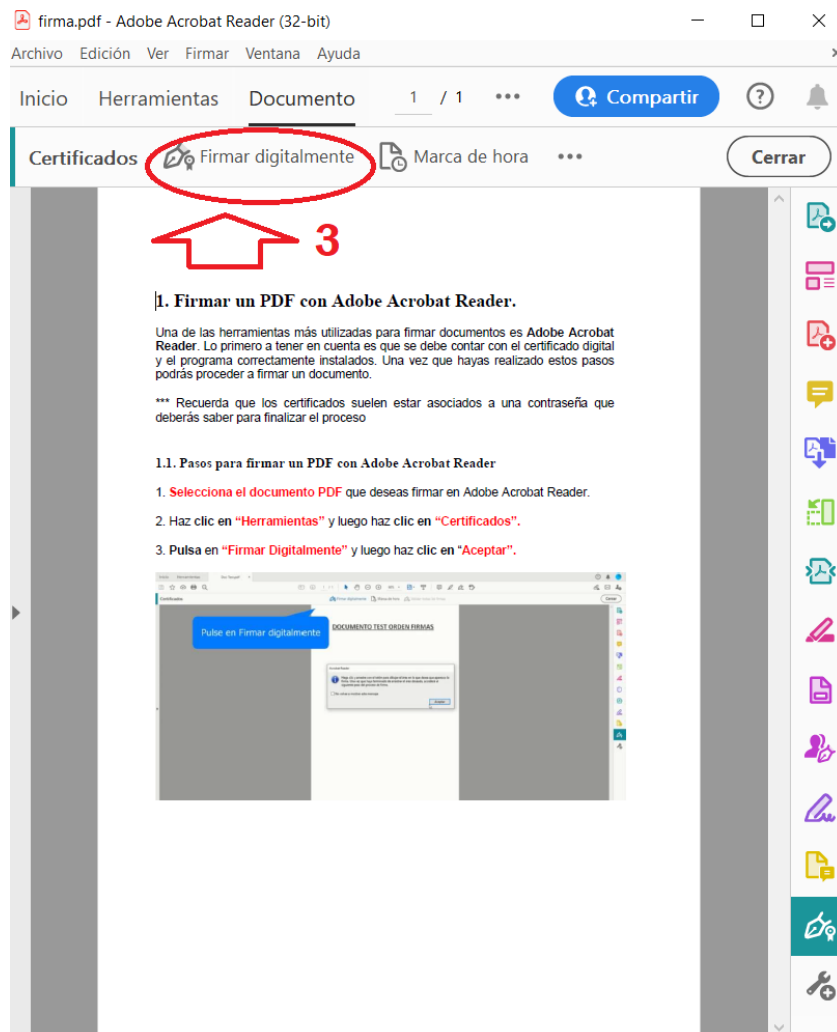 firma.pdf - Adobe Acrobat Reader (32-bit)
Archivo Edición Ver Firmar Ventana Ayuda
Inicio Herramientas Documento 1 / 1 Compartir
Certificados Firmar digitalmente Marca de hora Cerrar
3
1. Firmar un PDF con Adobe Acrobat Reader.
Una de las herramientas más utilizadas para firmar documentos es Adobe Acrobat
Reader. Lo primero a tener en cuenta es que se debe contar con el certificado digital
y el programa correctamente instalados. Una vez que hayas realizado estos pasos
podrás proceder a firmar un documento.
*** Recuerda que los certificados suelen estar asociados a una contraseña que
deberás saber para finalizar el proceso
1.1. Pasos para firmar un PDF con Adobe Acrobat Reader
1. Selecciona el documento PDF que deseas firmar en Adobe Acrobat Reader.
2. Haz clic en “Herramientas” y luego haz clic en “Certificados”.
3. Pulsa en “Firmar Digitalmente” y luego haz clic en “Aceptar”.
Certificados
Pulse en Firmar digitalmente
DOCUMENTO TEST ORDEN FIRMAS